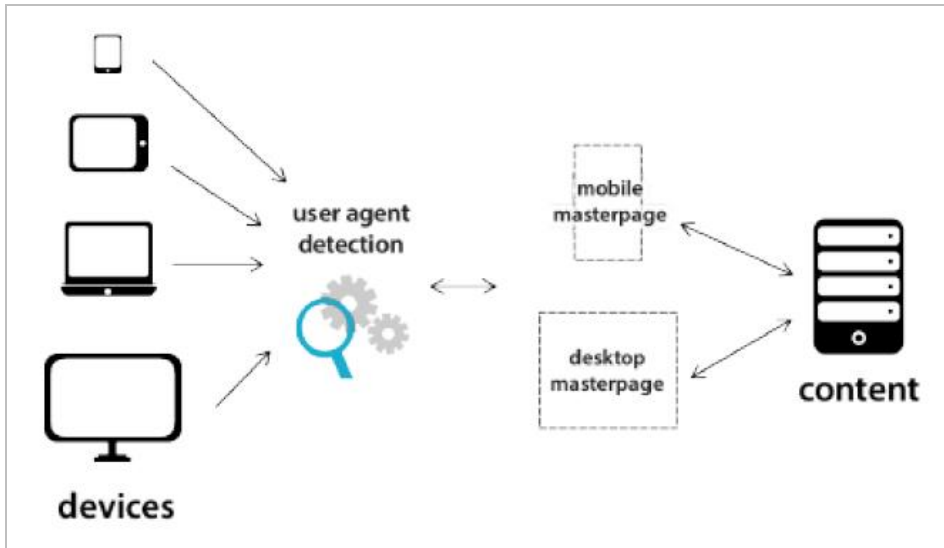 user agent
detection
mobile
masterpage
desktop
masterpage
content
devices